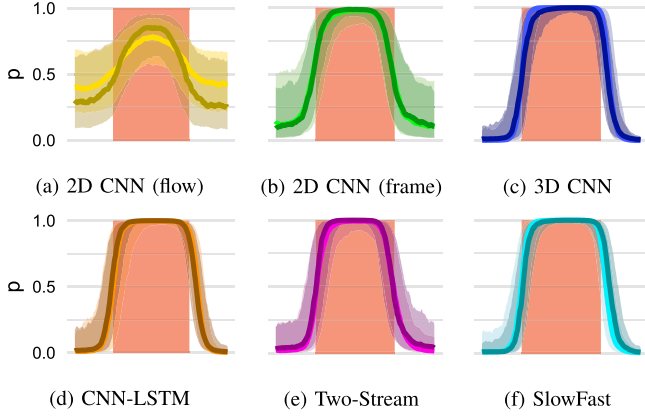 1.0
0.5
0.0
p
(a) 2D CNN (flow)
(b) 2D CNN (frame)
(c) 3D CNN
1.0
0.5
0.0
p
(d) CNN-LSTM
(e) Two-Stream
(f) SlowFast